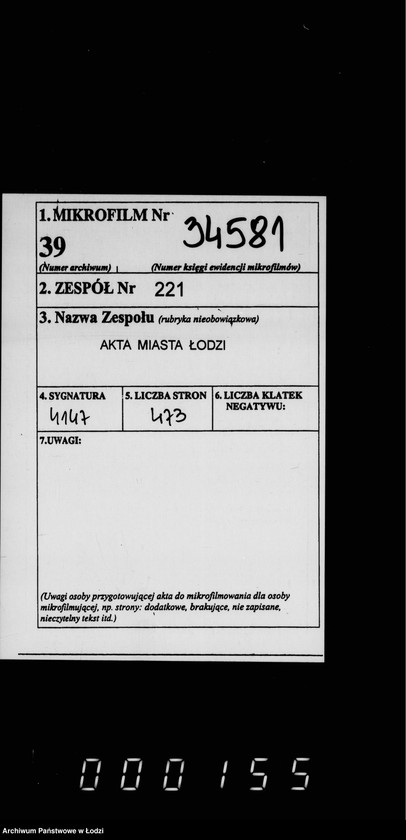 1. MIKROFILM Nr 34581
39
(Numer archiwum) (Numer księgi ewidencji mikrofilmów)
2. ZESPÓŁ Nr 221
3. Nazwa Zespołu (rubryka nieobowiązkowa)
AKTA MIASTA ŁODZI
4. SYGNATURA 5. LICZBA STRON 6. LICZBA KLATEK
NEGATYWU:
4147 473
7.UWAGI:
(Uwagi osoby przygotowującej akta do mikrofilmowania dla osoby
mikrofilmującej, np. strony: dodatkowe, brakujące, nie zapisane,
nieczytelny tekst itd.)
000155
Archiwum Państwowe w Łodzi